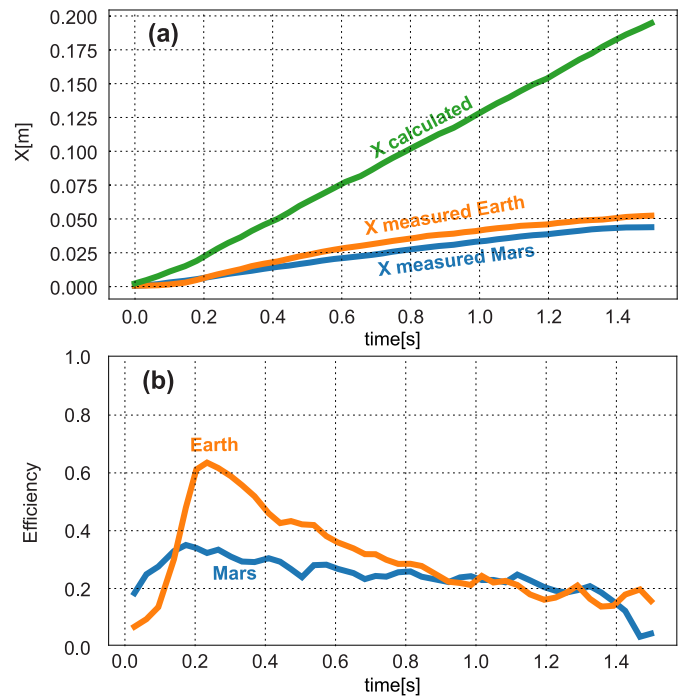 (a)
0.200
0.175
0.150
0.125
0.100
0.075
0.050
0.025
0.000
X[m]
X calculated
X measured Earth
X measured Mars
0.0 0.2 0.4 0.6 0.8 1.0 1.2 1.4
time[s]
(b)
1.0
0.8
0.6
0.4
0.2
0.0
Efficiency
Earth
Mars
0.0 0.2 0.4 0.6 0.8 1.0 1.2 1.4
time[s]